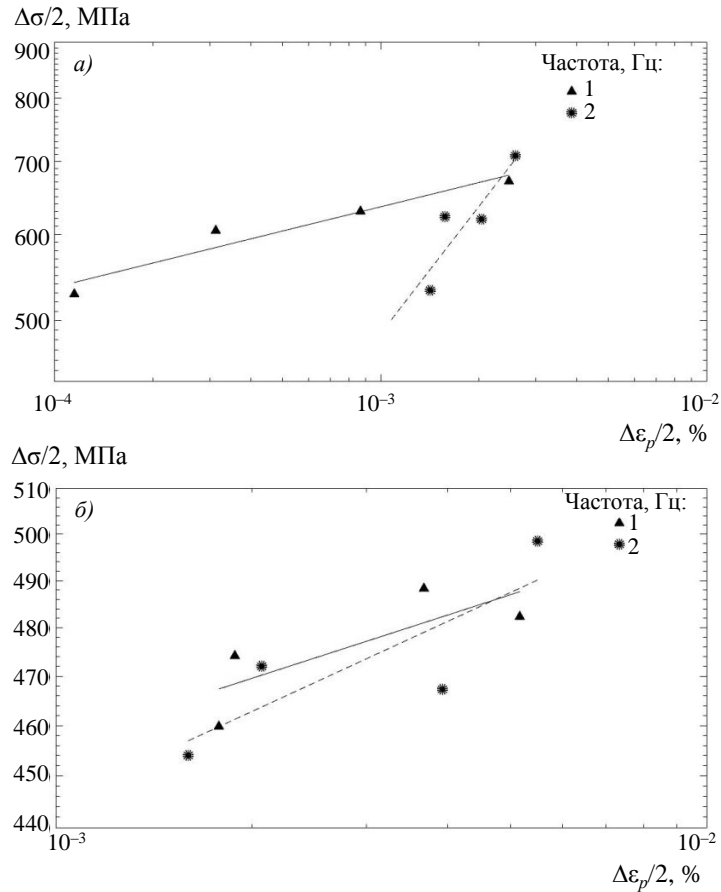 Δσ/2, МПа
900
а)
Частота, Гц:
1
800
2
700
600
500
10⁻⁴
10⁻³
10⁻²
Δεₚ/2, %
Δσ/2, МПа
510
б)
Частота, Гц:
1
500
2
490
480
470
460
450
440
10⁻³
10⁻²
Δεₚ/2, %